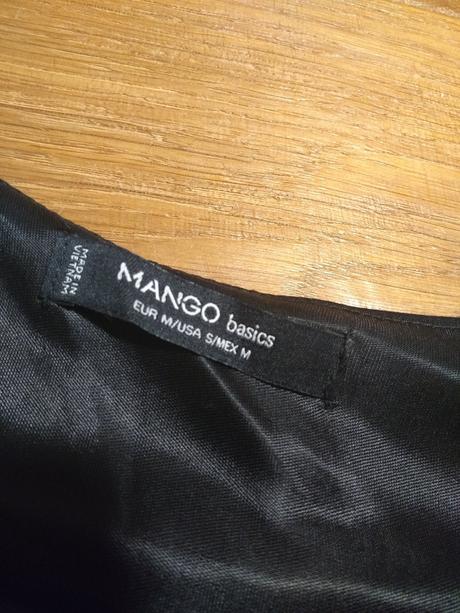 MADE IN
VIETNAM
MANGO basics
EUR M/USA S/MEX M